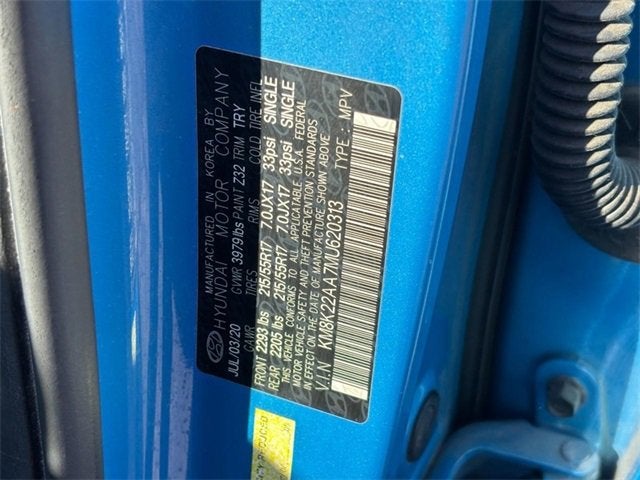 MANUFACTURED IN KOREA BY
HYUNDAI MOTOR COMPANY
JUL/03/20 GVWR 3979lbs PAINT Z32 TRIM TRY
GAWR TIRES RIMS COLD TIRE INFL
FRONT 2293 lbs 215/55R17 7.0JX17 33psi SINGLE
REAR 2205 lbs 215/55R17 7.0JX17 33psi SINGLE
THIS VEHICLE CONFORMS TO ALL APPLICABLE U.S.A. FEDERAL
MOTOR VEHICLE SAFETY AND THEFT PREVENTION STANDARDS
IN EFFECT ON THE DATE OF MANUFACTURE SHOWN ABOVE.
V.I.N KM8K22AA7MU620313 TYPE : MPV